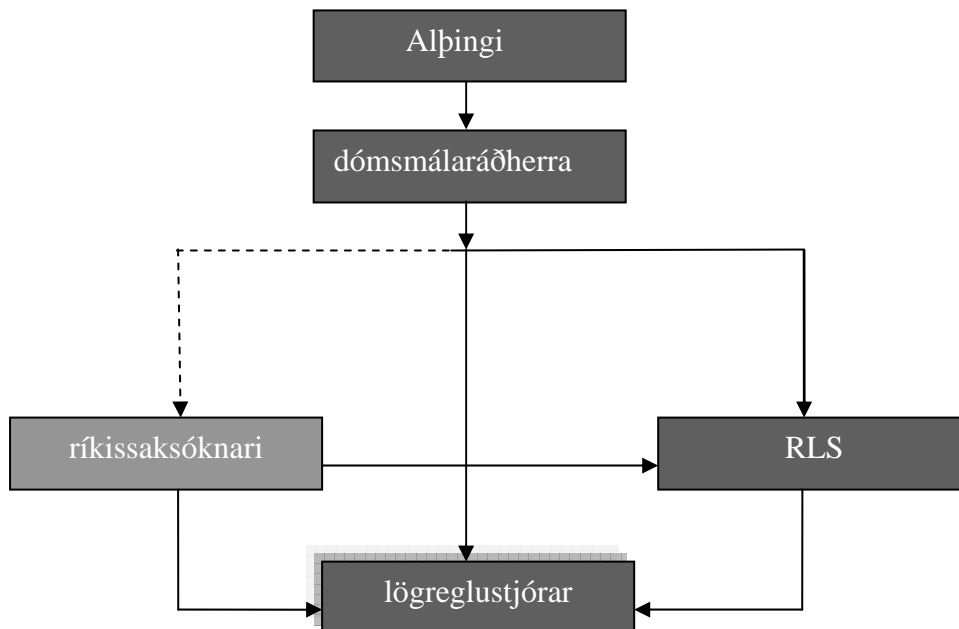 Alþingi
dómsmálaráðherra
ríkissaksóknari
RLS
lögreglustjórar